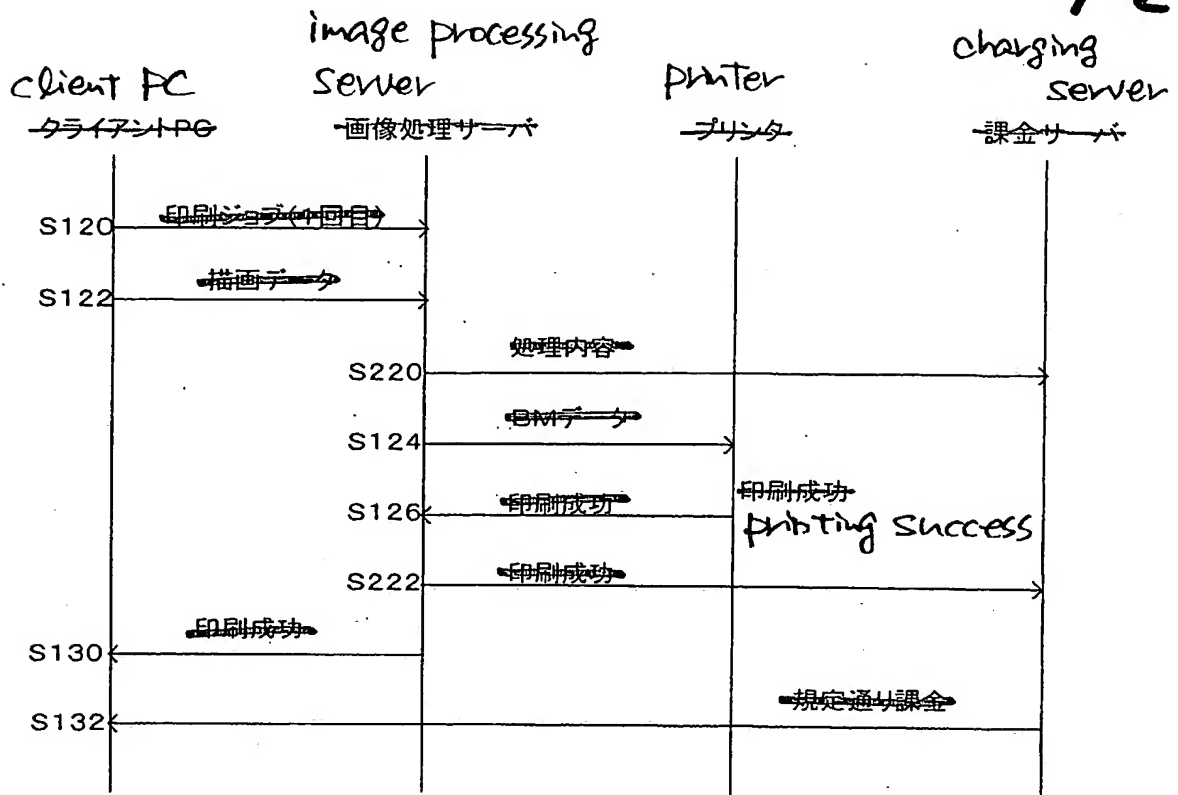 image processing
server
client PC
printer
charging
server
クライアントPC
画像処理サーバ
プリンタ
課金サーバ
S120
印刷ジョブ(1回目)
S122
描画データ
処理内容
S220
BMデータ
S124
印刷成功
S126
印刷成功
printing success
S222
印刷成功
S130
印刷成功
S132
規定通り課金